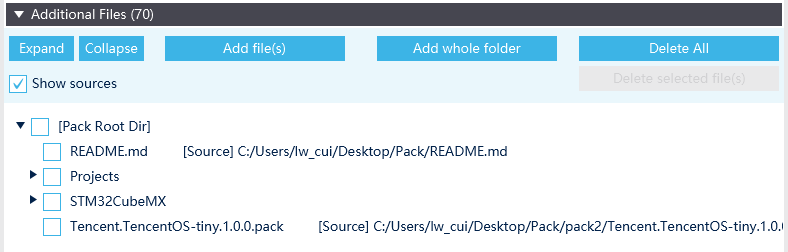 Additional Files (70)
Expand Collapse Add file(s) Add whole folder Delete All
Show sources Delete selected file(s)
[Pack Root Dir]
README.md [Source] C:/Users/lw_cui/Desktop/Pack/README.md
Projects
STM32CubeMX
Tencent.TencentOS-tiny.1.0.0.pack [Source] C:/Users/lw_cui/Desktop/Pack/pack2/Tencent.TencentOS-tiny.1.0.